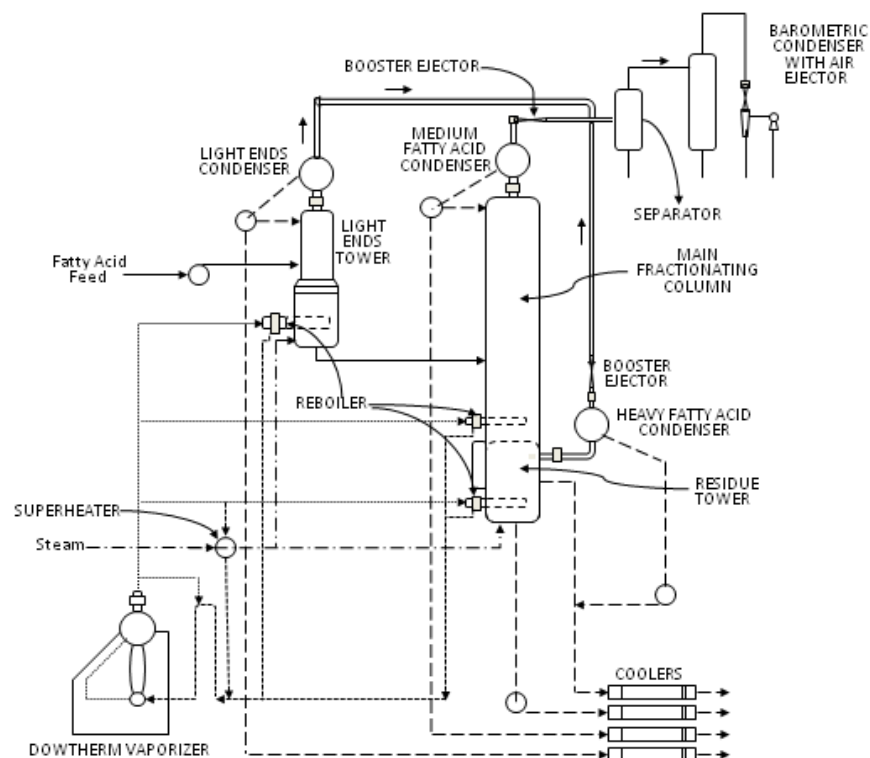 BAROMETRIC
CONDENSER
WITH AIR
EJECTOR
BOOSTER EJECTOR
MEDIUM
FATTY ACID
CONDENSER
LIGHT ENDS
CONDENSER
SEPARATOR
LIGHT
ENDS
TOWER
Fatty Acid
Feed
MAIN
FRACTIONATING
COLUMN
BOOSTER
EJECTOR
REBOILER
HEAVY FATTY ACID
CONDENSER
RESIDUE
TOWER
SUPERHEATER
Steam
COOLERS
DOWTHERM VAPORIZER